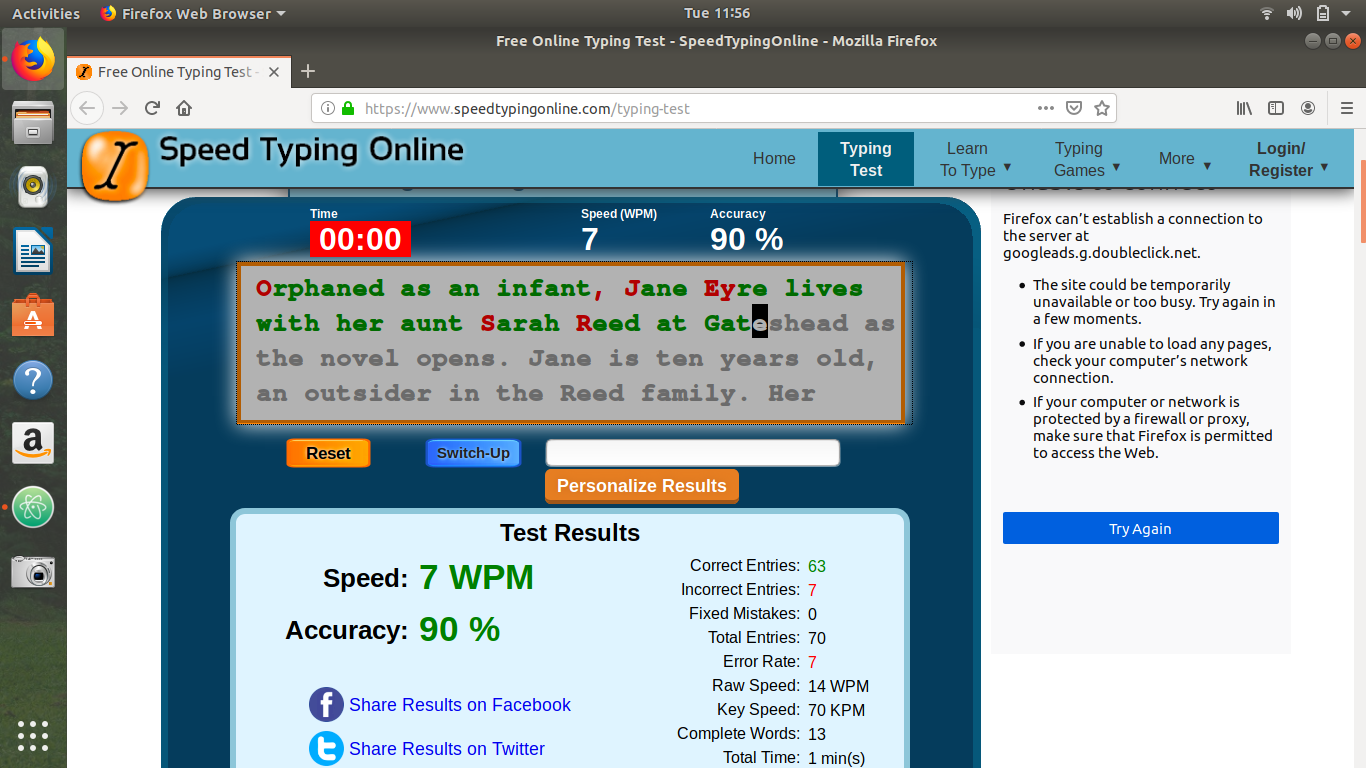 Activities
Firefox Web Browser
Tue 11:56
Free Online Typing Test - SpeedTypingOnline - Mozilla Firefox
Free Online Typing Test -
https://www.speedtypingonline.com/typing-test
Speed Typing Online
Home
Typing
Test
Learn
To Type
Typing
Games
More
Login/
Register
Time
00:00
Speed (WPM)
7
Accuracy
90 %
Orphaned as an infant, Jane Eyre lives
with her aunt Sarah Reed at Gateshead as
the novel opens. Jane is ten years old,
an outsider in the Reed family. Her
Reset
Switch-Up
Personalize Results
Test Results
Speed: 7 WPM
Accuracy: 90 %
Share Results on Facebook
Share Results on Twitter
Correct Entries: 63
Incorrect Entries: 7
Fixed Mistakes: 0
Total Entries: 70
Error Rate: 7
Raw Speed: 14 WPM
Key Speed: 70 KPM
Complete Words: 13
Total Time: 1 min(s)
Firefox can't establish a connection to
the server at
googleads.g.doubleclick.net.
The site could be temporarily
unavailable or too busy. Try again in
a few moments.
If you are unable to load any pages,
check your computer's network
connection.
If your computer or network is
protected by a firewall or proxy,
make sure that Firefox is permitted
to access the Web.
Try Again